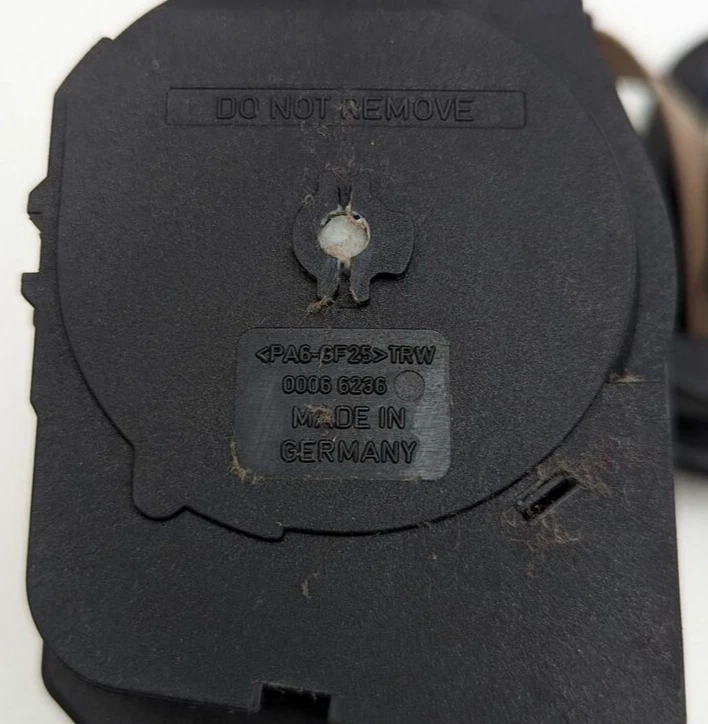 DO NOT REMOVE
<PA6-GF25>TRW
0006 6236
MADE IN
GERMANY